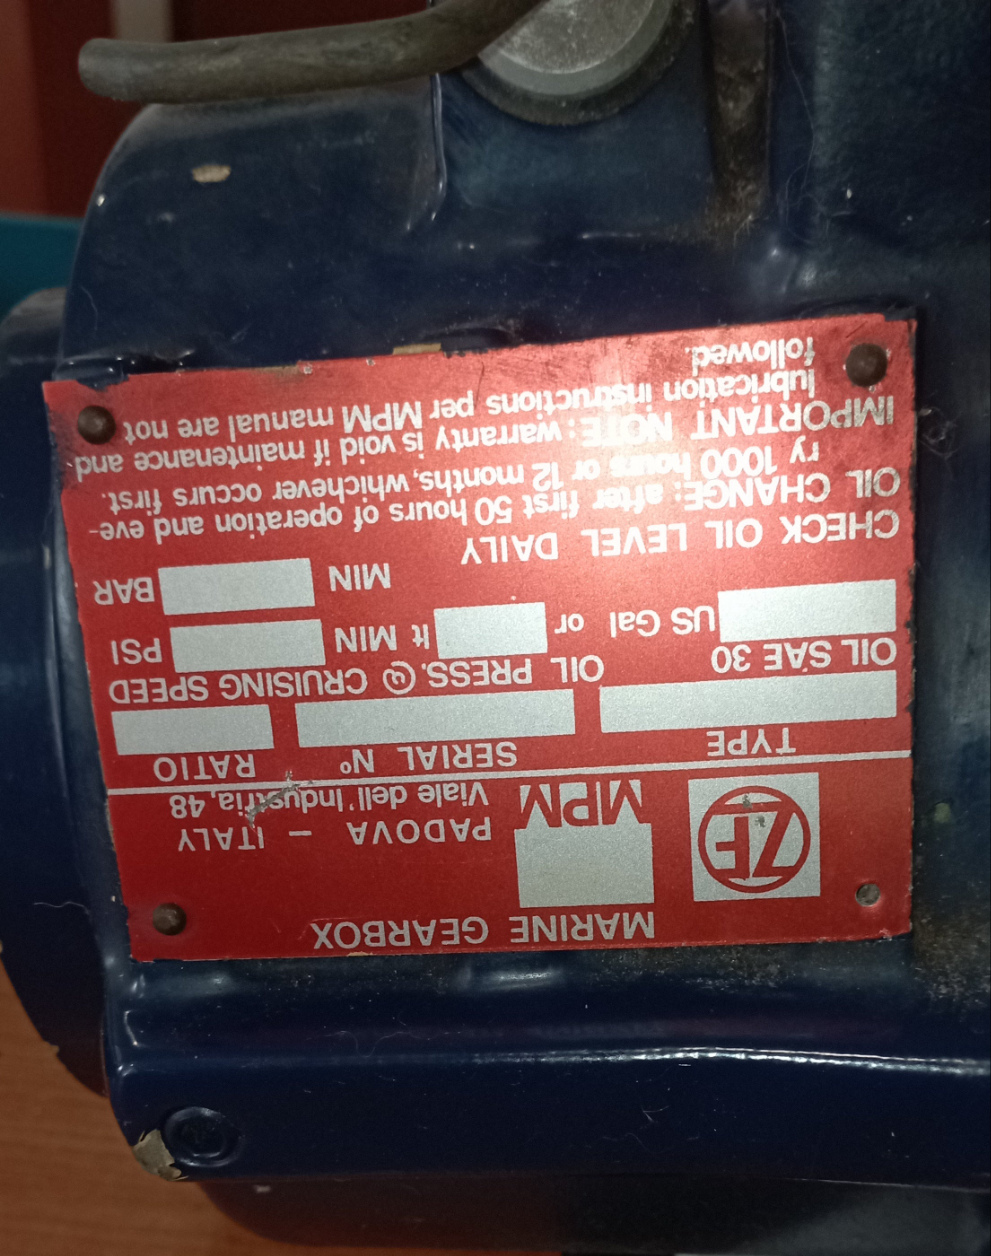 MARINE GEARBOX
ZF
MPM
PADOVA – ITALY
Viale dell'Industria,48
TYPE SERIAL N° RATIO
OIL SAE 30 OIL PRESS. @ CRUISING SPEED
US Gal or lt MIN PSI
MIN BAR
CHECK OIL LEVEL DAILY
OIL CHANGE: after first 50 hours of operation and eve-
ry 1000 hours or 12 months, whichever occurs first.
IMPORTANT NOTE: warranty is void if maintenance and
lubrication instructions per MPM manual are not
followed.